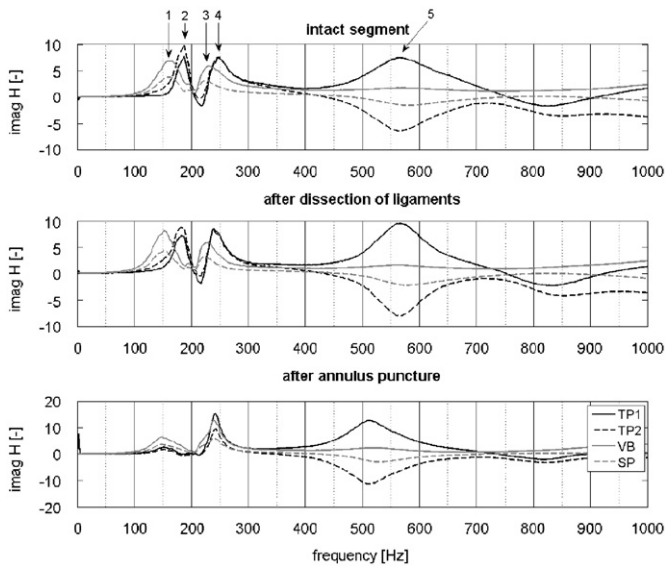 1 2 3 4 5
intact segment
10
5
0
-5
-10
imag H [-]
0 100 200 300 400 500 600 700 800 900 1000
after dissection of ligaments
10
5
0
-5
-10
imag H [-]
0 100 200 300 400 500 600 700 800 900 1000
after annulus puncture
20
10
0
-10
-20
imag H [-]
TP1
TP2
VB
SP
0 100 200 300 400 500 600 700 800 900 1000
frequency [Hz]